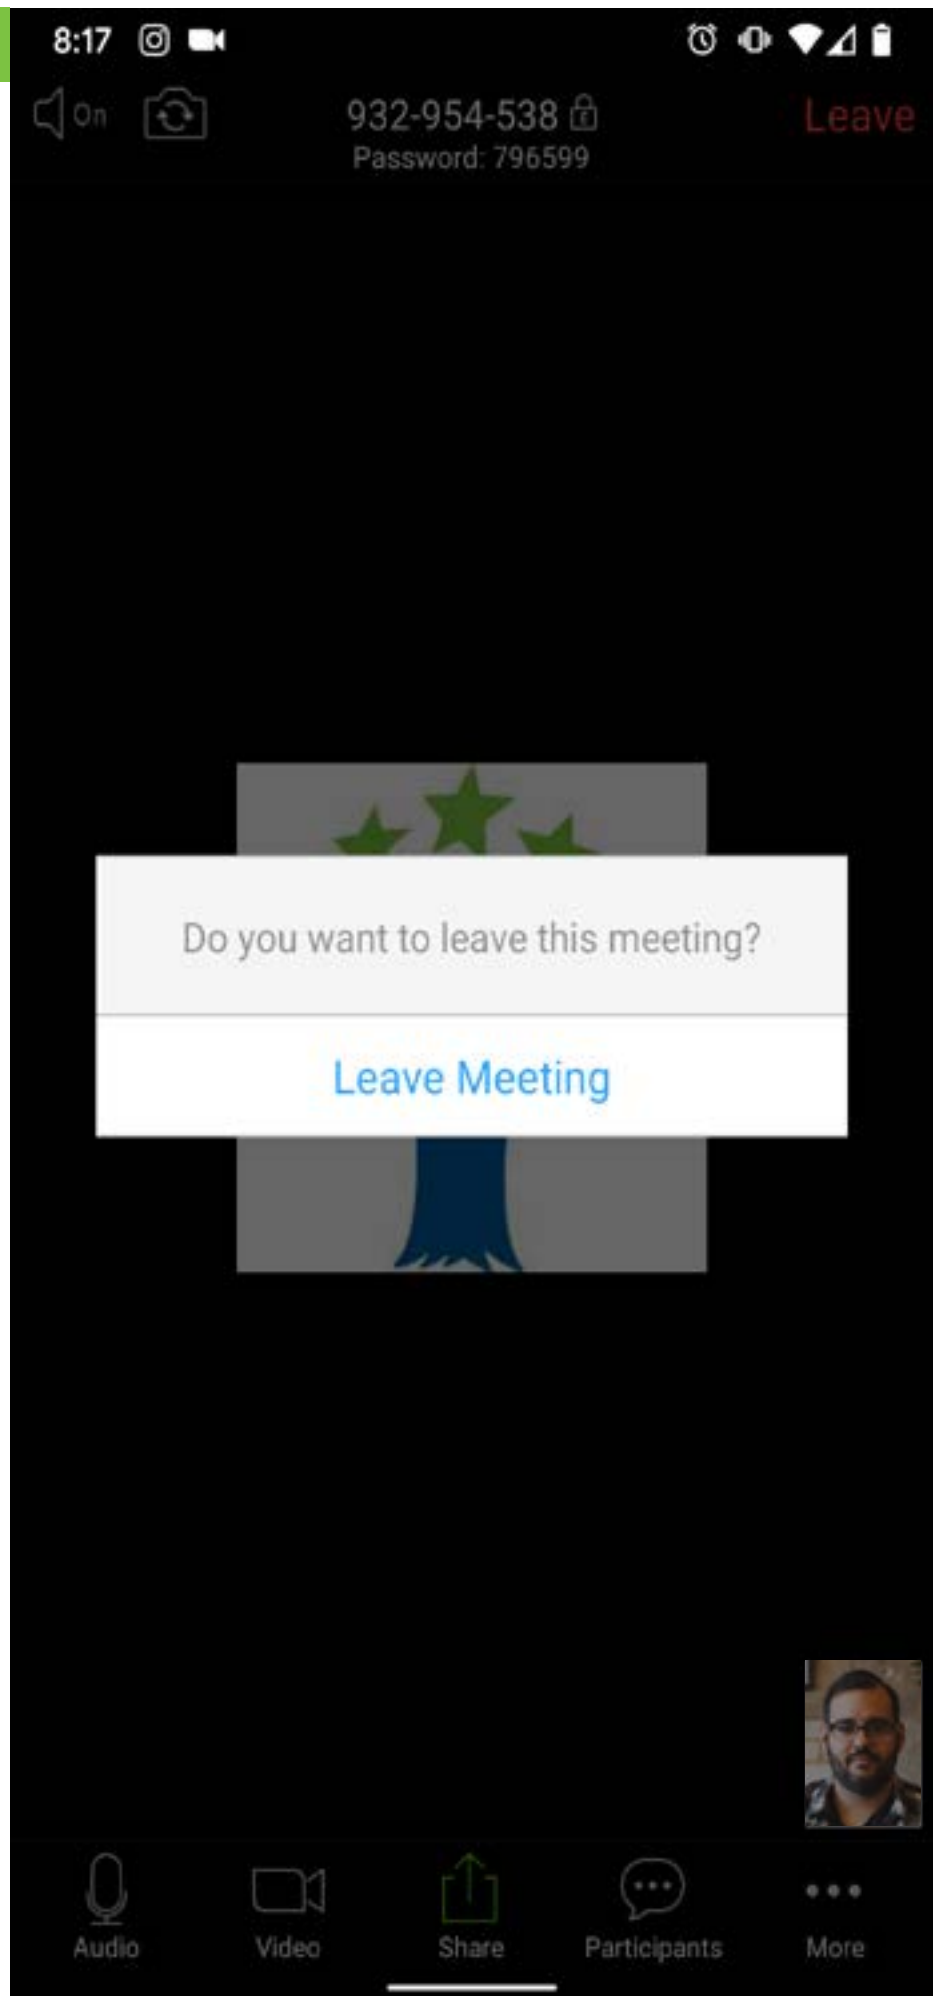 8:17
On
932-954-538
Leave
Password: 796599
Do you want to leave this meeting?
Leave Meeting
Audio
Video
Share
Participants
More